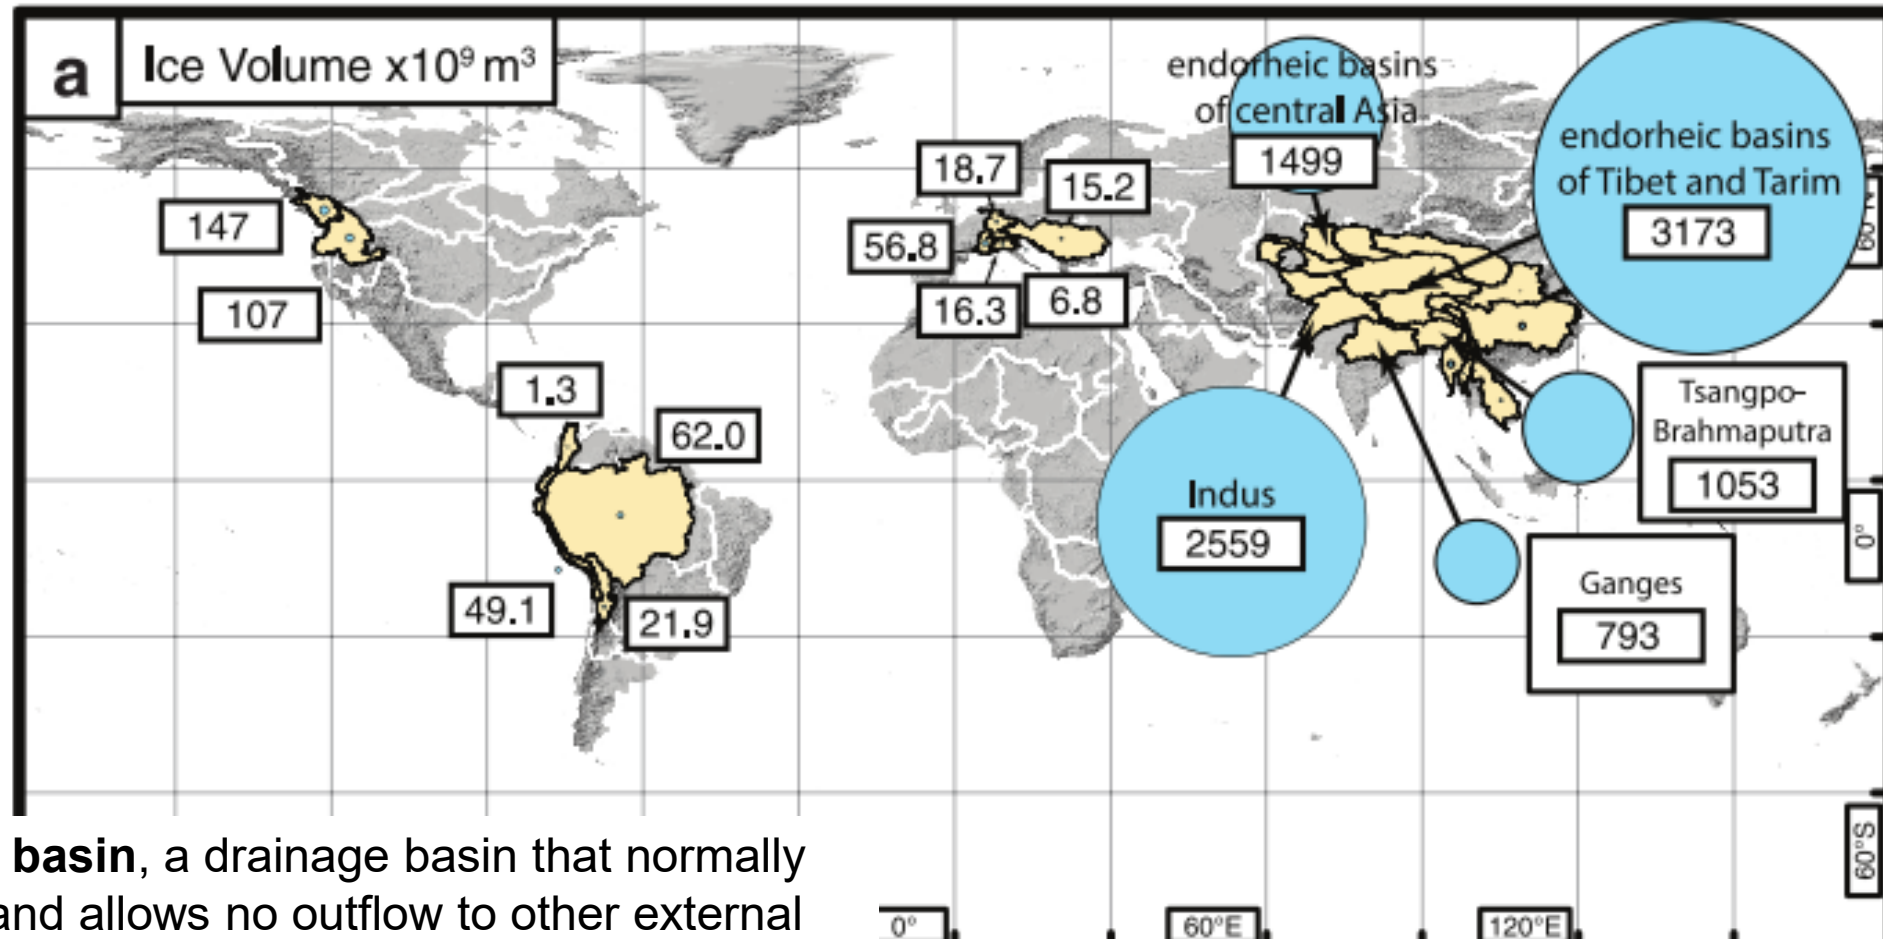 a
Ice Volume x10⁹ m³
endorheic basins
of central Asia
1499
endorheic basins
of Tibet and Tarim
3173
18.7
15.2
147
56.8
107
16.3
6.8
1.3
62.0
Tsangpo-
Brahmaputra
1053
Indus
2559
Ganges
793
49.1
21.9
0°
60°S
basin, a drainage basin that normally
and allows no outflow to other external
0°
60°E
120°E